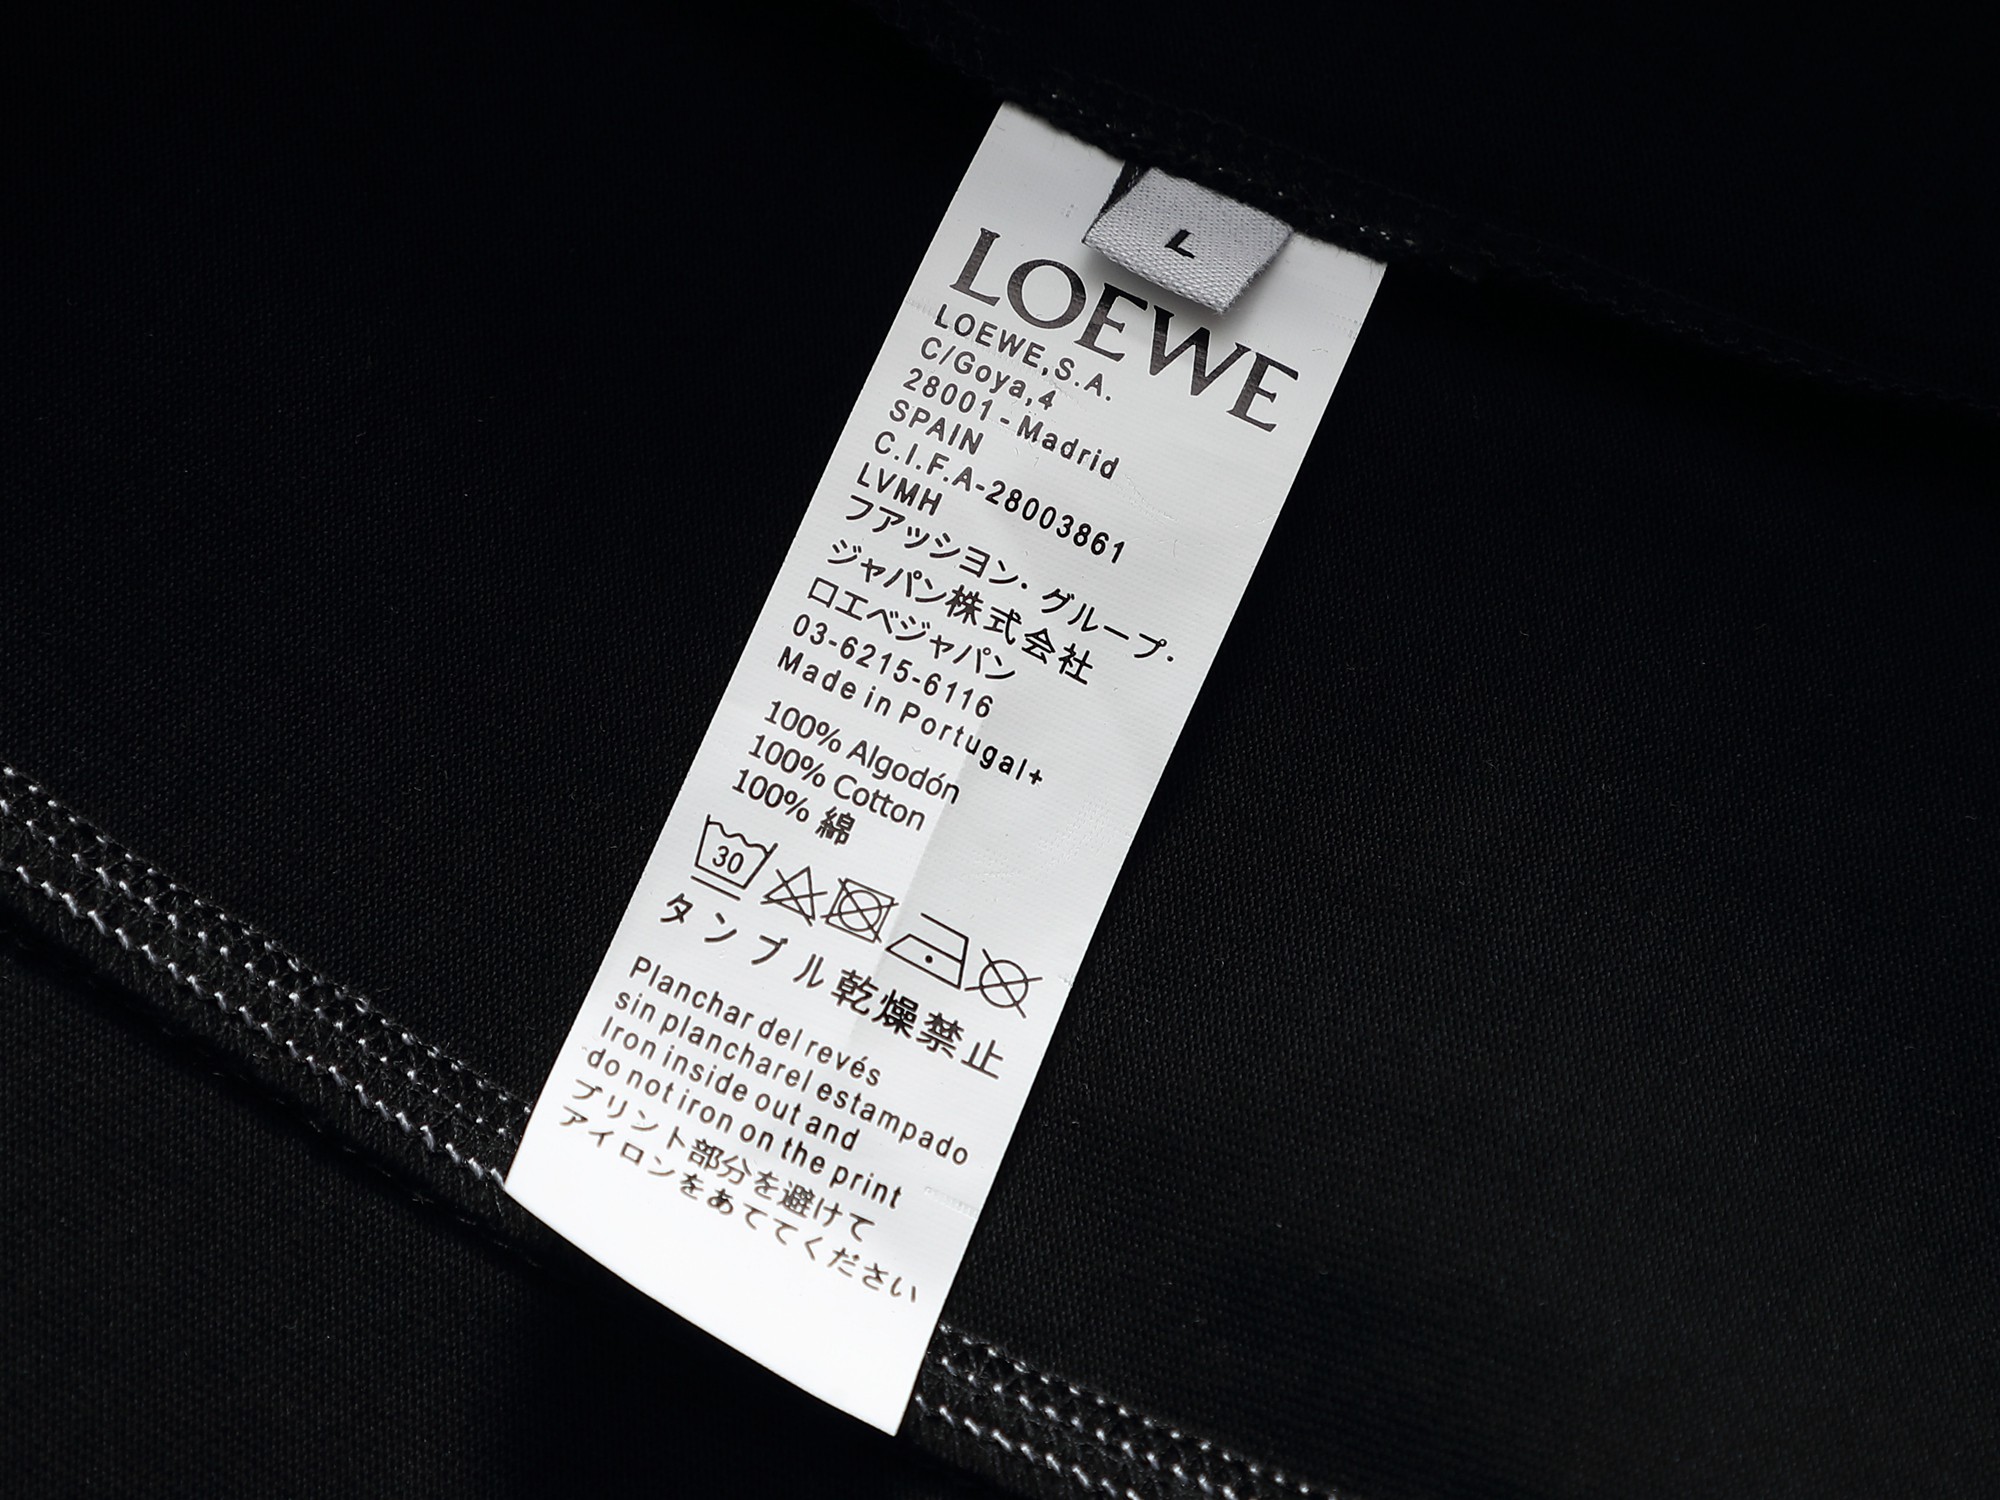 L
LOEWE
LOEWE,S.A.
C/Goya,4
28001-Madrid
SPAIN
C.I.F.A-28003861
LVMH
フアッシヨン・グループ・
ジャパン株式会社
ロエベジャパン
03-6215-6116
Made in Portugal+
100% Algodón
100% Cotton
100% 綿
30
タンブル乾燥禁止
Planchar del revés
sin plancharel estampado
Iron inside out and
do not iron on the print
プリント部分を避けて
アイロンをあててください